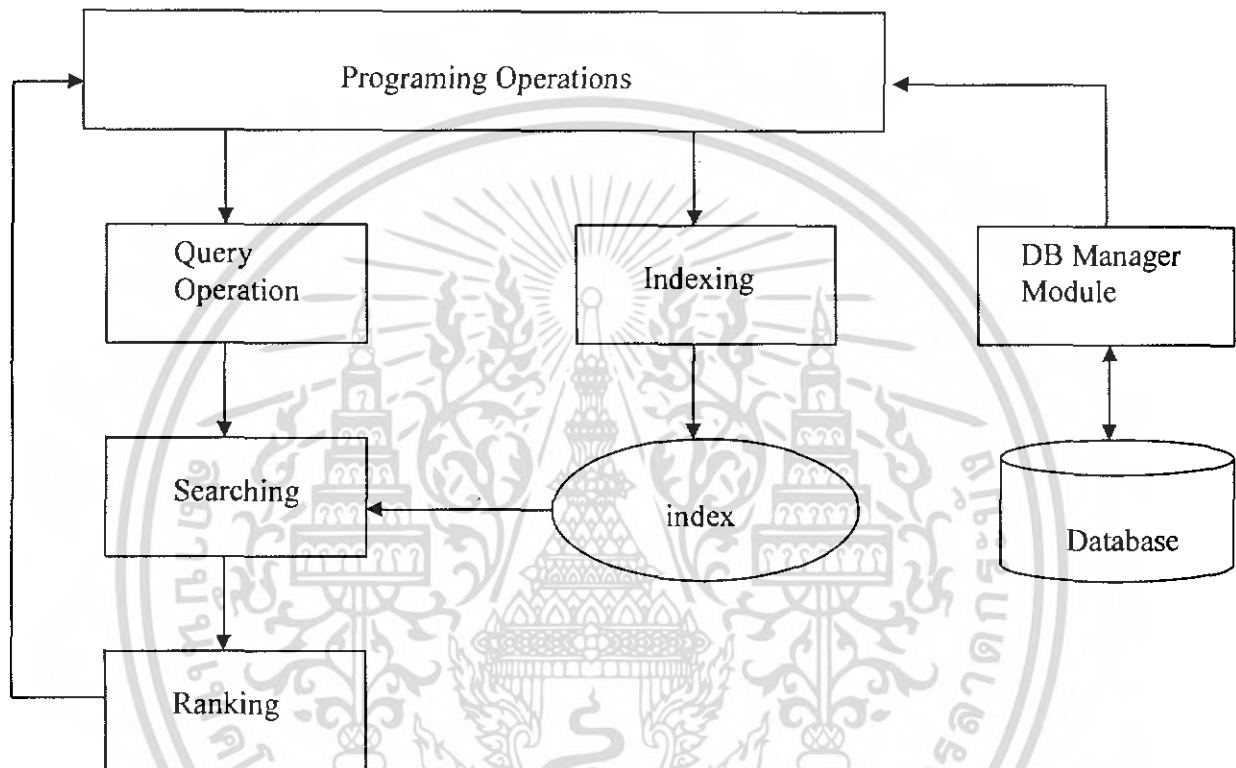 Programing Operations
Query
Operation
Indexing
DB Manager
Module
Searching
index
Database
Ranking